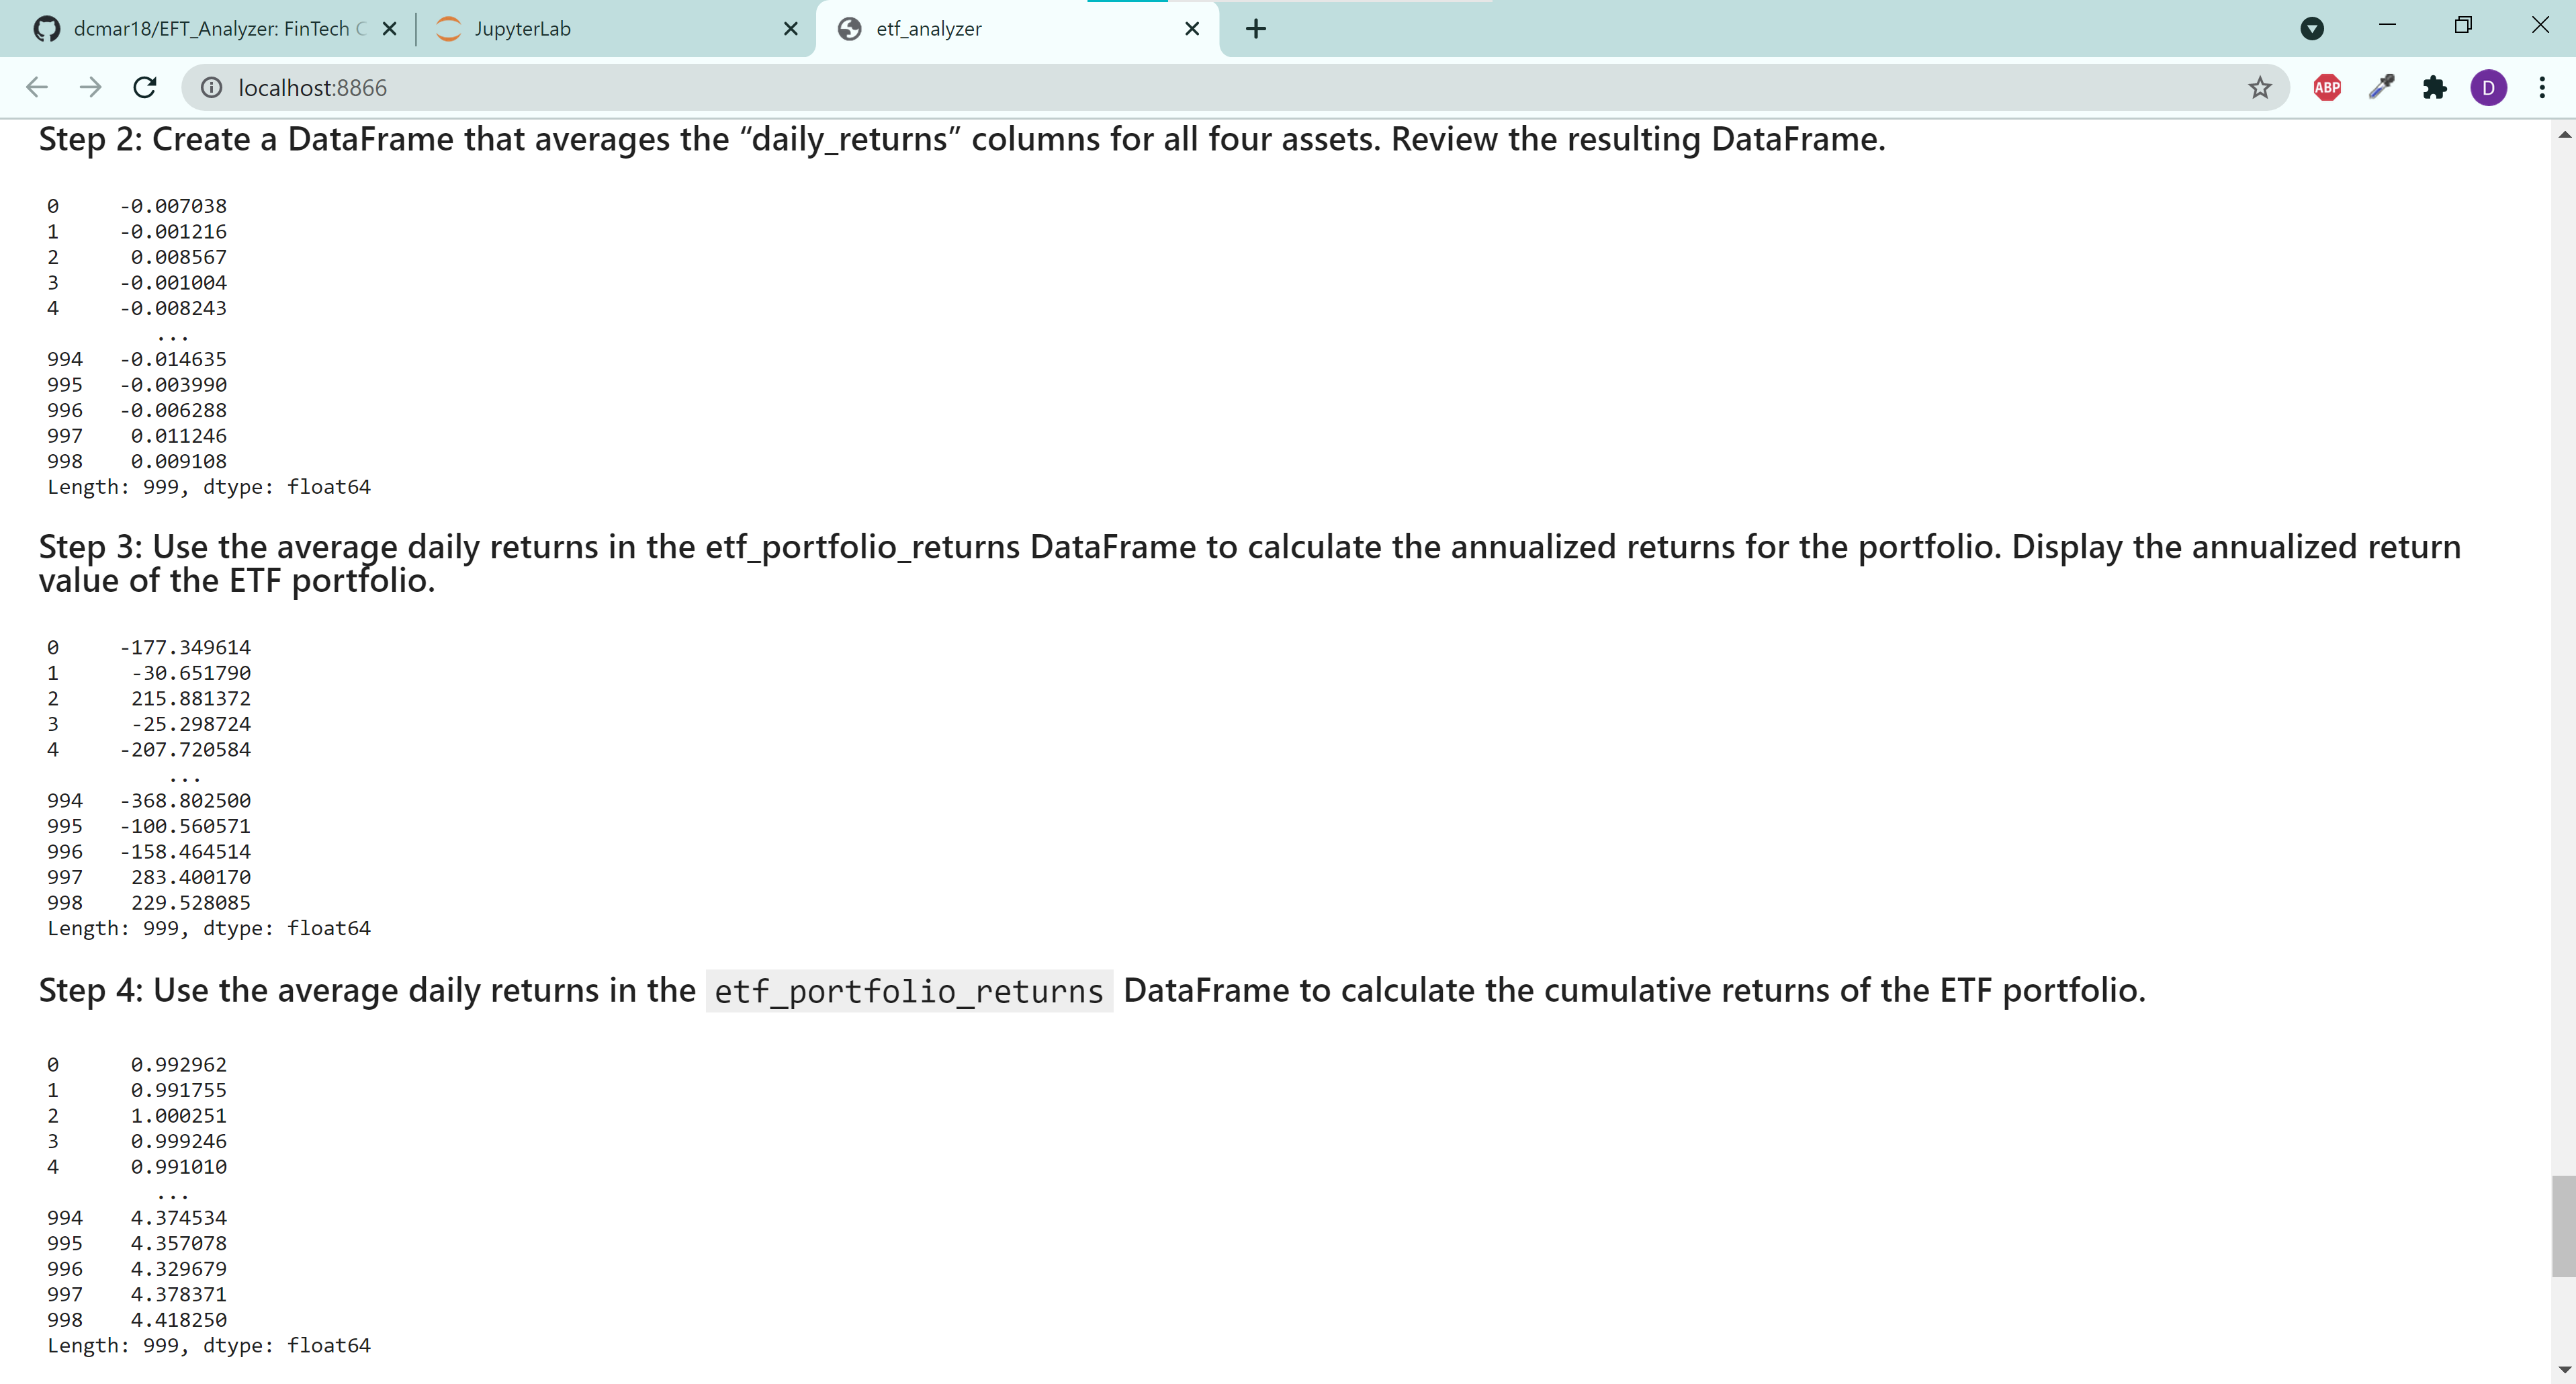 dcmar18/EFT_Analyzer: FinTech
JupyterLab
etf_analyzer
localhost:8866
ABP
D
Step 2: Create a DataFrame that averages the “daily_returns” columns for all four assets. Review the resulting DataFrame.
0 -0.007038
1 -0.001216
2 0.008567
3 -0.001004
4 -0.008243
...
994 -0.014635
995 -0.003990
996 -0.006288
997 0.011246
998 0.009108
Length: 999, dtype: float64
Step 3: Use the average daily returns in the etf_portfolio_returns DataFrame to calculate the annualized returns for the portfolio. Display the annualized return
value of the ETF portfolio.
0 -177.349614
1 -30.651790
2 215.881372
3 -25.298724
4 -207.720584
...
994 -368.802500
995 -100.560571
996 -158.464514
997 283.400170
998 229.528085
Length: 999, dtype: float64
Step 4: Use the average daily returns in the etf_portfolio_returns DataFrame to calculate the cumulative returns of the ETF portfolio.
0 0.992962
1 0.991755
2 1.000251
3 0.999246
4 0.991010
...
994 4.374534
995 4.357078
996 4.329679
997 4.378371
998 4.418250
Length: 999, dtype: float64